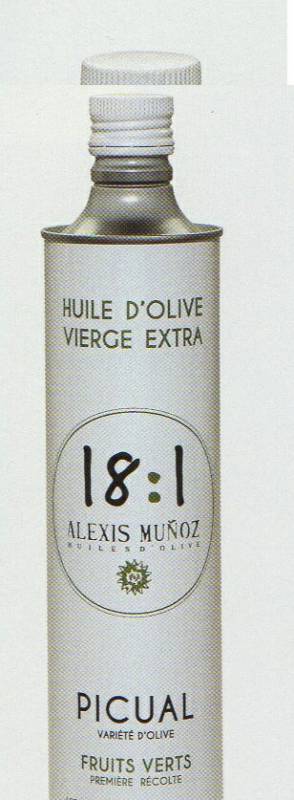 HUILE D'OLIVE
VIERGE EXTRA
18:1
ALEXIS MUÑOZ
HUILES D'OLIVE
PICUAL
VARIÉTÉ D'OLIVE
FRUITS VERTS
PREMIÈRE RÉCOLTE